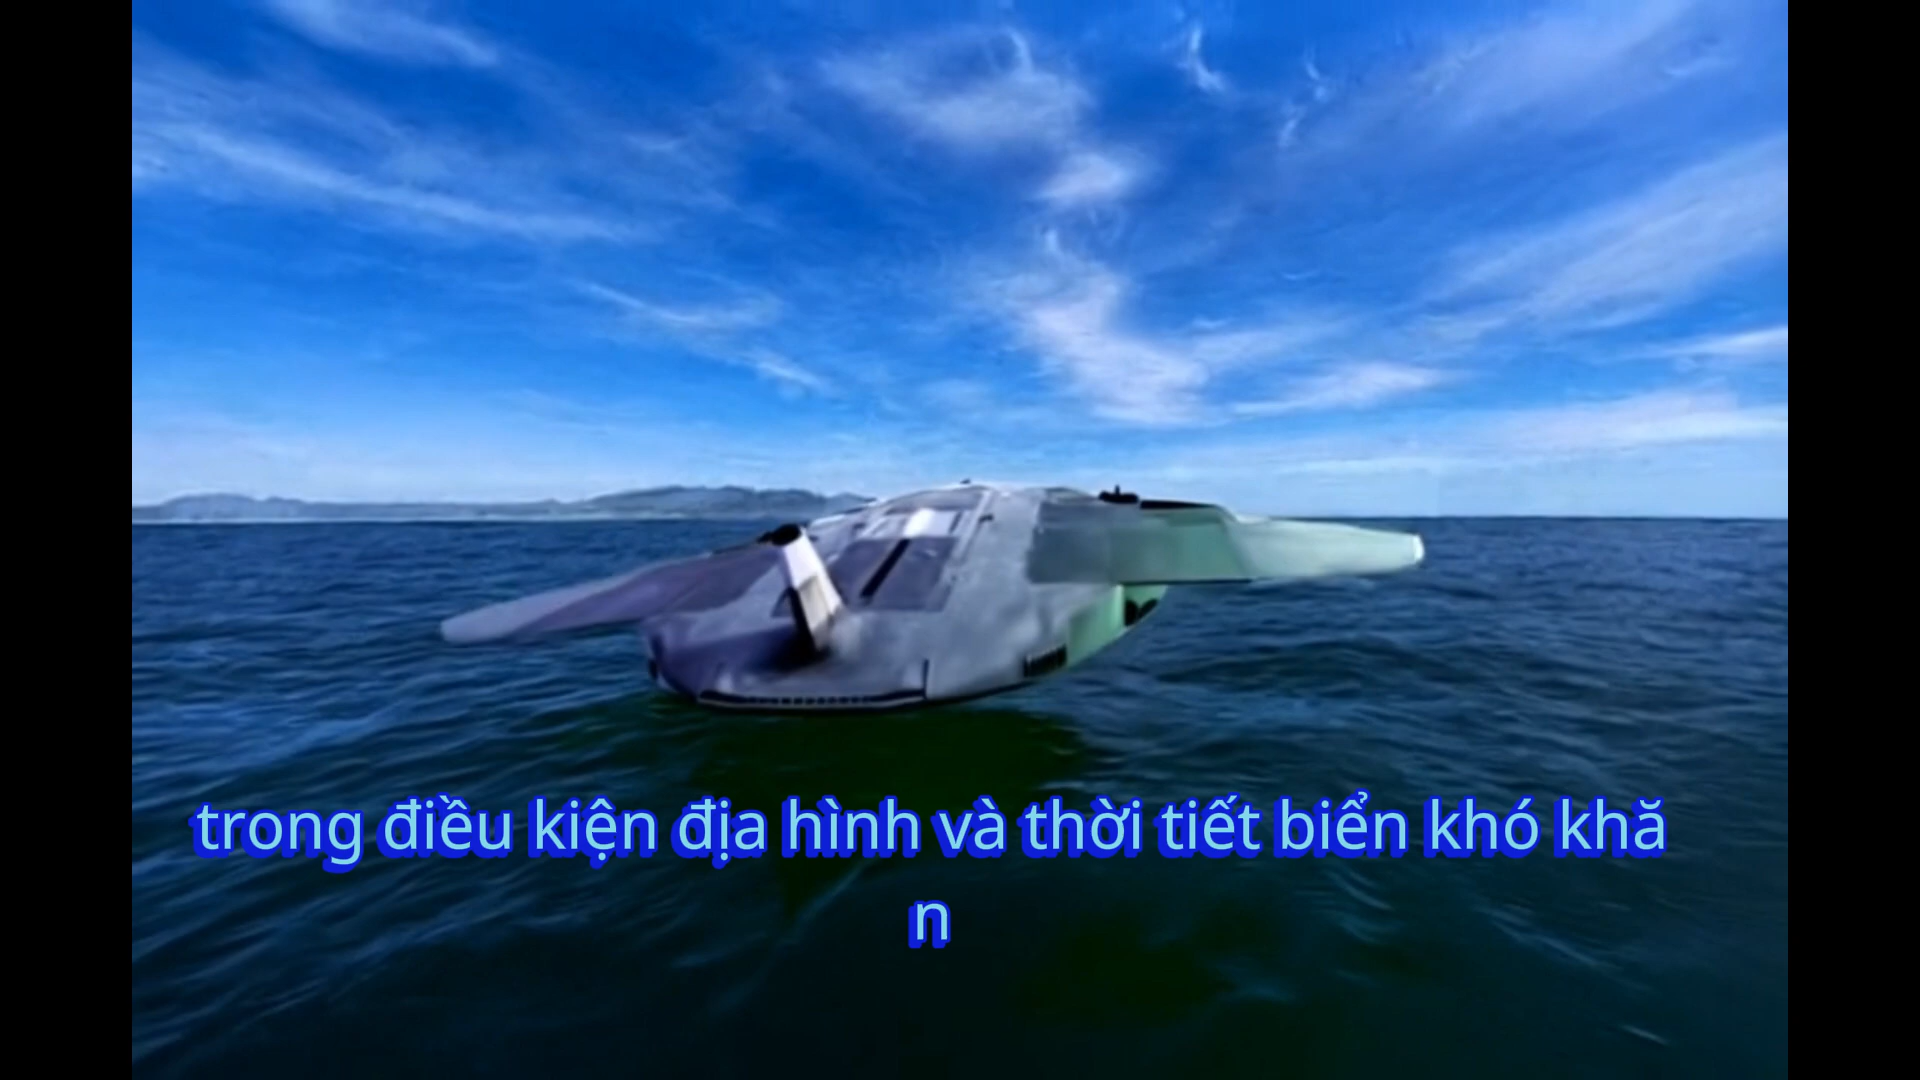 trong điều kiện địa hình và thời tiết biển khó khă
n